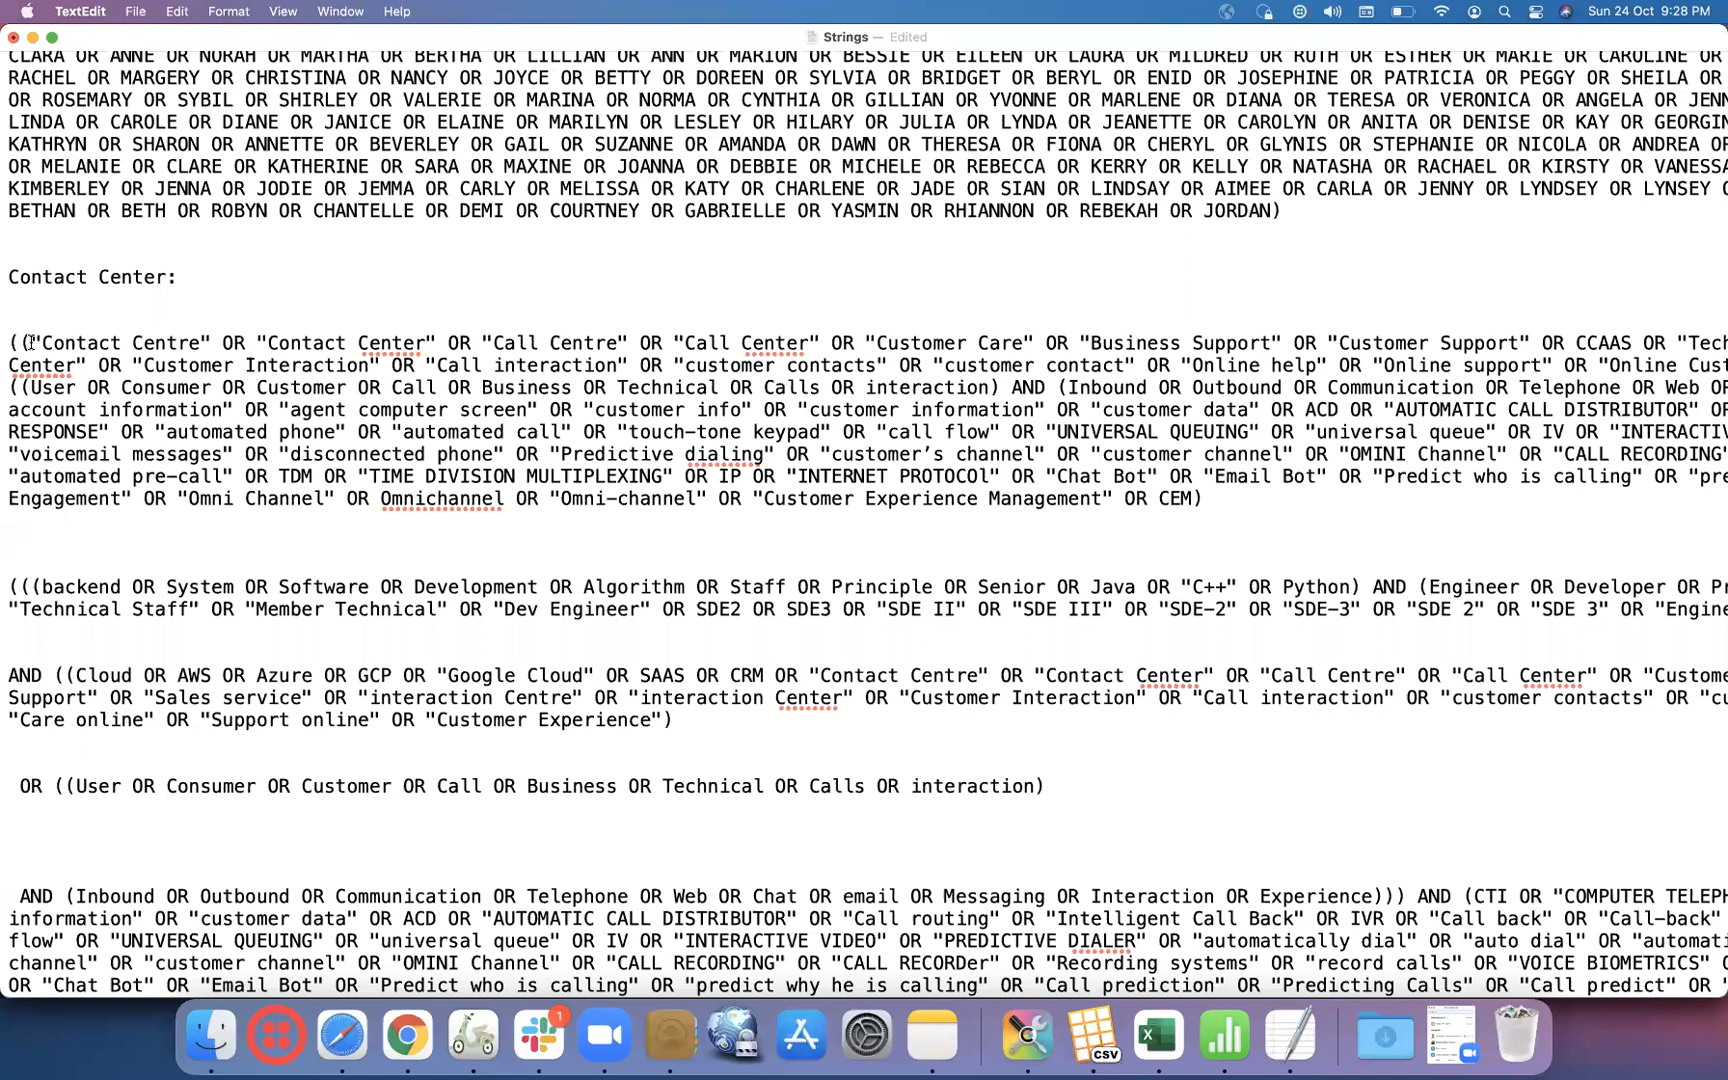 TextEdit File Edit Format View Window Help Sun 24 Oct 9:28 PM
Strings — Edited
CLARA OR ANNE OR NORAH OR MARTHA OR BERTHA OR LILLIAN OR ANN OR MARION OR BESSIE OR EILEEN OR LAURA OR MILDRED OR RUTH OR ESTHER OR MARIE OR CAROLINE OR
RACHEL OR MARGERY OR CHRISTINA OR NANCY OR JOYCE OR BETTY OR DOREEN OR SYLVIA OR BRIDGET OR BERYL OR ENID OR JOSEPHINE OR PATRICIA OR PEGGY OR SHEILA OR
OR ROSEMARY OR SYBIL OR SHIRLEY OR VALERIE OR MARINA OR NORMA OR CYNTHIA OR GILLIAN OR YVONNE OR MARLENE OR DIANA OR TERESA OR VERONICA OR ANGELA OR JENN
LINDA OR CAROLE OR DIANE OR JANICE OR ELAINE OR MARILYN OR LESLEY OR HILARY OR JULIA OR LYNDA OR JEANETTE OR CAROLYN OR ANITA OR DENISE OR KAY OR GEORGIN
KATHRYN OR SHARON OR ANNETTE OR BEVERLEY OR GAIL OR SUZANNE OR AMANDA OR DAWN OR THERESA OR FIONA OR CHERYL OR GLYNIS OR STEPHANIE OR NICOLA OR ANDREA OR
OR MELANIE OR CLARE OR KATHERINE OR SARA OR MAXINE OR JOANNA OR DEBBIE OR MICHELE OR REBECCA OR KERRY OR KELLY OR NATASHA OR RACHAEL OR KIRSTY OR VANESSA
KIMBERLEY OR JENNA OR JODIE OR JEMMA OR CARLY OR MELISSA OR KATY OR CHARLENE OR JADE OR SIAN OR LINDSAY OR AIMEE OR CARLA OR JENNY OR LYNDSEY OR LYNSEY OR
BETHAN OR BETH OR ROBYN OR CHANTELLE OR DEMI OR COURTNEY OR GABRIELLE OR YASMIN OR RHIANNON OR REBEKAH OR JORDAN)
Contact Center:
(("Contact Centre" OR "Contact Center" OR "Call Centre" OR "Call Center" OR "Customer Care" OR "Business Support" OR "Customer Support" OR CCAAS OR "Tech
Center" OR "Customer Interaction" OR "Call interaction" OR "customer contacts" OR "customer contact" OR "Online help" OR "Online support" OR "Online Cust
((User OR Consumer OR Customer OR Call OR Business OR Technical OR Calls OR interaction) AND (Inbound OR Outbound OR Communication OR Telephone OR Web OR
account information" OR "agent computer screen" OR "customer info" OR "customer information" OR "customer data" OR ACD OR "AUTOMATIC CALL DISTRIBUTOR" OR
RESPONSE" OR "automated phone" OR "automated call" OR "touch-tone keypad" OR "call flow" OR "UNIVERSAL QUEUING" OR "universal queue" OR IV OR "INTERACTIV
"voicemail messages" OR "disconnected phone" OR "Predictive dialing" OR "customer’s channel" OR "customer channel" OR "OMINI Channel" OR "CALL RECORDING"
"automated pre-call" OR TDM OR "TIME DIVISION MULTIPLEXING" OR IP OR "INTERNET PROTOCOl" OR "Chat Bot" OR "Email Bot" OR "Predict who is calling" OR "pre
Engagement" OR "Omni Channel" OR Omnichannel OR "Omni-channel" OR "Customer Experience Management" OR CEM)
(((backend OR System OR Software OR Development OR Algorithm OR Staff OR Principle OR Senior OR Java OR "C++" OR Python) AND (Engineer OR Developer OR Pr
"Technical Staff" OR "Member Technical" OR "Dev Engineer" OR SDE2 OR SDE3 OR "SDE II" OR "SDE III" OR "SDE-2" OR "SDE-3" OR "SDE 2" OR "SDE 3" OR "Engine
AND ((Cloud OR AWS OR Azure OR GCP OR "Google Cloud" OR SAAS OR CRM OR "Contact Centre" OR "Contact Center" OR "Call Centre" OR "Call Center" OR "Custome
Support" OR "Sales service" OR "interaction Centre" OR "interaction Center" OR "Customer Interaction" OR "Call interaction" OR "customer contacts" OR "cu
"Care online" OR "Support online" OR "Customer Experience")
OR ((User OR Consumer OR Customer OR Call OR Business OR Technical OR Calls OR interaction)
AND (Inbound OR Outbound OR Communication OR Telephone OR Web OR Chat OR email OR Messaging OR Interaction OR Experience))) AND (CTI OR "COMPUTER TELEPH
information" OR "customer data" OR ACD OR "AUTOMATIC CALL DISTRIBUTOR" OR "Call routing" OR "Intelligent Call Back" OR IVR OR "Call back" OR "Call-back"
flow" OR "UNIVERSAL QUEUING" OR "universal queue" OR IV OR "INTERACTIVE VIDEO" OR "PREDICTIVE DIALER" OR "automatically dial" OR "auto dial" OR "automati
channel" OR "customer channel" OR "OMINI Channel" OR "CALL RECORDING" OR "CALL RECORDer" OR "Recording systems" OR "record calls" OR "VOICE BIOMETRICS" O
OR "Chat Bot" OR "Email Bot" OR "Predict who is calling" OR "predict why he is calling" OR "Call prediction" OR "Predicting Calls" OR "Call predict" OR "
1
CSV